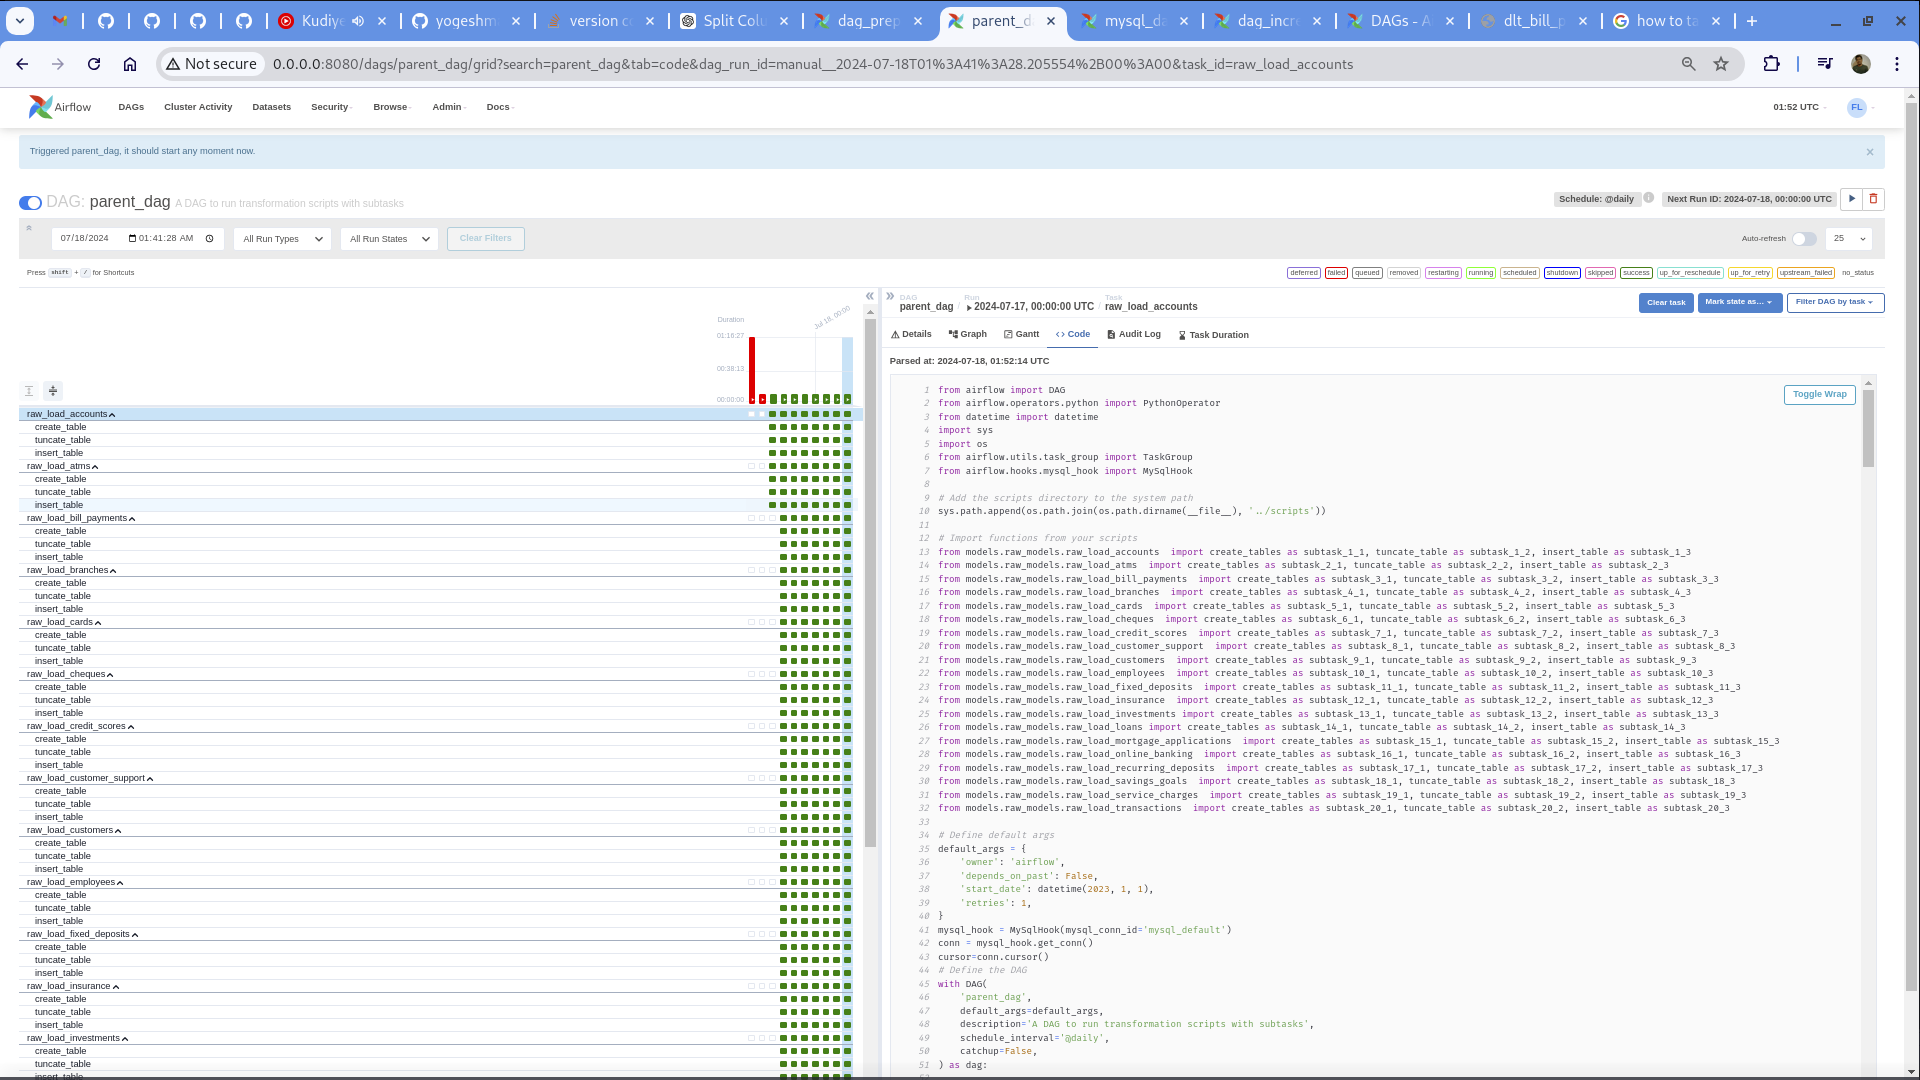 Kudiye
yogeshm
version c
Split Colu
dag_prep
parent_d
mysql_da
dag_incr
DAGs - A
dlt_bill_p
how to ta
Not secure
0.0.0.0:8080/dags/parent_dag/grid?search=parent_dag&tab=code&dag_run_id=manual__2024-07-18T01%3A41%3A28.205554%2B00%3A00&task_id=raw_load_accounts
Airflow
DAGs
Cluster Activity
Datasets
Security
Browse
Admin
Docs
01:52 UTC
FL
Triggered parent_dag, it should start any moment now.
×
DAG: parent_dag A DAG to run transformation scripts with subtasks
Schedule: @daily
Next Run ID: 2024-07-18, 00:00:00 UTC
07/18/2024 01:41:28 AM
All Run Types
All Run States
Clear Filters
Auto-refresh
25
Press shift + / for Shortcuts
deferred
failed
queued
removed
restarting
running
scheduled
shutdown
skipped
success
up_for_reschedule
up_for_retry
upstream_failed
no_status
Duration
Jul 18, 00:00
01:16:27
00:38:13
00:00:00
raw_load_accounts
create_table
tuncate_table
insert_table
raw_load_atms
create_table
tuncate_table
insert_table
raw_load_bill_payments
create_table
tuncate_table
insert_table
raw_load_branches
create_table
tuncate_table
insert_table
raw_load_cards
create_table
tuncate_table
insert_table
raw_load_cheques
create_table
tuncate_table
insert_table
raw_load_credit_scores
create_table
tuncate_table
insert_table
raw_load_customer_support
create_table
tuncate_table
insert_table
raw_load_customers
create_table
tuncate_table
insert_table
raw_load_employees
create_table
tuncate_table
insert_table
raw_load_fixed_deposits
create_table
tuncate_table
insert_table
raw_load_insurance
create_table
tuncate_table
insert_table
raw_load_investments
create_table
tuncate_table
insert_table
DAG
parent_dag
/
Run
2024-07-17, 00:00:00 UTC
/
Task
raw_load_accounts
Clear task
Mark state as...
Filter DAG by task
Details
Graph
Gantt
Code
Audit Log
Task Duration
Parsed at: 2024-07-18, 01:52:14 UTC
Toggle Wrap
1 from airflow import DAG
2 from airflow.operators.python import PythonOperator
3 from datetime import datetime
4 import sys
5 import os
6 from airflow.utils.task_group import TaskGroup
7 from airflow.hooks.mysql_hook import MySqlHook
8
9 # Add the scripts directory to the system path
10 sys.path.append(os.path.join(os.path.dirname(__file__), '../scripts'))
11
12 # Import functions from your scripts
13 from models.raw_models.raw_load_accounts  import create_tables as subtask_1_1, tuncate_table as subtask_1_2, insert_table as subtask_1_3
14 from models.raw_models.raw_load_atms  import create_tables as subtask_2_1, tuncate_table as subtask_2_2, insert_table as subtask_2_3
15 from models.raw_models.raw_load_bill_payments  import create_tables as subtask_3_1, tuncate_table as subtask_3_2, insert_table as subtask_3_3
16 from models.raw_models.raw_load_branches  import create_tables as subtask_4_1, tuncate_table as subtask_4_2, insert_table as subtask_4_3
17 from models.raw_models.raw_load_cards  import create_tables as subtask_5_1, tuncate_table as subtask_5_2, insert_table as subtask_5_3
18 from models.raw_models.raw_load_cheques  import create_tables as subtask_6_1, tuncate_table as subtask_6_2, insert_table as subtask_6_3
19 from models.raw_models.raw_load_credit_scores  import create_tables as subtask_7_1, tuncate_table as subtask_7_2, insert_table as subtask_7_3
20 from models.raw_models.raw_load_customer_support  import create_tables as subtask_8_1, tuncate_table as subtask_8_2, insert_table as subtask_8_3
21 from models.raw_models.raw_load_customers  import create_tables as subtask_9_1, tuncate_table as subtask_9_2, insert_table as subtask_9_3
22 from models.raw_models.raw_load_employees  import create_tables as subtask_10_1, tuncate_table as subtask_10_2, insert_table as subtask_10_3
23 from models.raw_models.raw_load_fixed_deposits  import create_tables as subtask_11_1, tuncate_table as subtask_11_2, insert_table as subtask_11_3
24 from models.raw_models.raw_load_insurance  import create_tables as subtask_12_1, tuncate_table as subtask_12_2, insert_table as subtask_12_3
25 from models.raw_models.raw_load_investments import create_tables as subtask_13_1, tuncate_table as subtask_13_2, insert_table as subtask_13_3
26 from models.raw_models.raw_load_loans import create_tables as subtask_14_1, tuncate_table as subtask_14_2, insert_table as subtask_14_3
27 from models.raw_models.raw_load_mortgage_applications  import create_tables as subtask_15_1, tuncate_table as subtask_15_2, insert_table as subtask_15_3
28 from models.raw_models.raw_load_online_banking  import create_tables as subtask_16_1, tuncate_table as subtask_16_2, insert_table as subtask_16_3
29 from models.raw_models.raw_load_recurring_deposits  import create_tables as subtask_17_1, tuncate_table as subtask_17_2, insert_table as subtask_17_3
30 from models.raw_models.raw_load_savings_goals  import create_tables as subtask_18_1, tuncate_table as subtask_18_2, insert_table as subtask_18_3
31 from models.raw_models.raw_load_service_charges  import create_tables as subtask_19_1, tuncate_table as subtask_19_2, insert_table as subtask_19_3
32 from models.raw_models.raw_load_transactions  import create_tables as subtask_20_1, tuncate_table as subtask_20_2, insert_table as subtask_20_3
33
34 # Define default args
35 default_args = {
36     'owner': 'airflow',
37     'depends_on_past': False,
38     'start_date': datetime(2023, 1, 1),
39     'retries': 1,
40 }
41 mysql_hook = MySqlHook(mysql_conn_id='mysql_default')
42 conn = mysql_hook.get_conn()
43 cursor=conn.cursor()
44 # Define the DAG
45 with DAG(
46     'parent_dag',
47     default_args=default_args,
48     description='A DAG to run transformation scripts with subtasks',
49     schedule_interval='@daily',
50     catchup=False,
51 ) as dag: